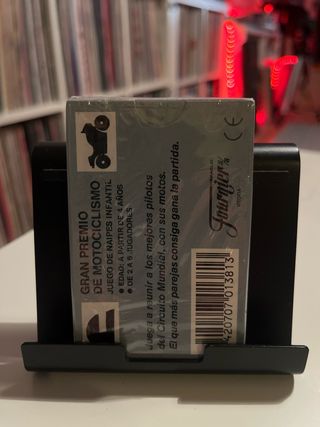 GRAN PREMIO
DE MOTOCICLISMO
JUEGO DE NAIPES INFANTIL
● EDAD: A PARTIR DE 4 AÑOS
● DE 2 A 6 JUGADORES
Juega a reunir a los mejores pilotos
del Circuito Mundial, con sus motos.
El que más parejas consiga gana la partida.
Fournier
CE
420707 013813